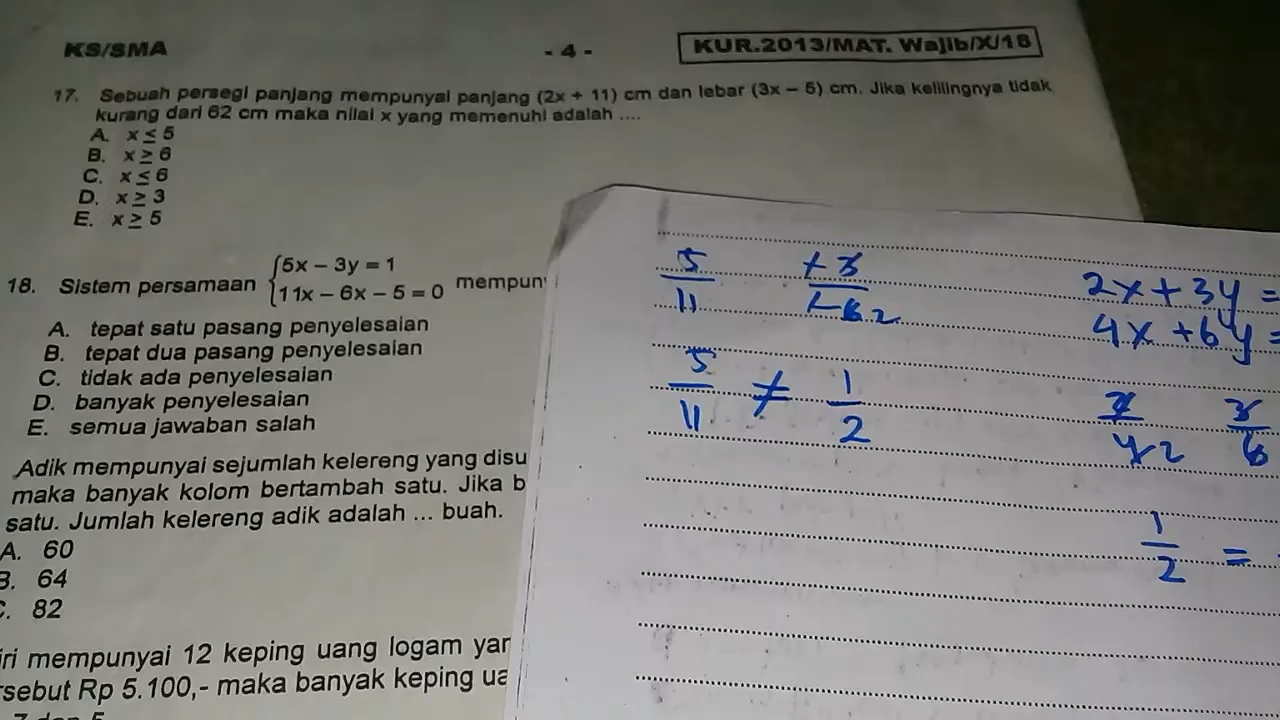 KS/SMA
- 4 -
KUR.2013/MAT. Wajib/X/18
17. Sebuah persegi panjang mempunyai panjang (2x + 11) cm dan lebar (3x – 5) cm. Jika kelilingnya tidak
kurang dari 62 cm maka nilai x yang memenuhi adalah ....
A. x ≤ 5
B. x ≥ 6
C. x ≤ 6
D. x ≥ 3
E. x ≥ 5
18. Sistem persamaan {5x – 3y = 1
11x – 6x – 5 = 0 mempun
A. tepat satu pasang penyelesaian
B. tepat dua pasang penyelesaian
C. tidak ada penyelesaian
D. banyak penyelesaian
E. semua jawaban salah
Adik mempunyai sejumlah kelereng yang disu
maka banyak kolom bertambah satu. Jika b
satu. Jumlah kelereng adik adalah ... buah.
A. 60
B. 64
C. 82
iri mempunyai 12 keping uang logam yan
rsebut Rp 5.100,- maka banyak keping ua
5
11
5
11
≠
1
2
2x + 3y =
4x + 6y =
1
2
=